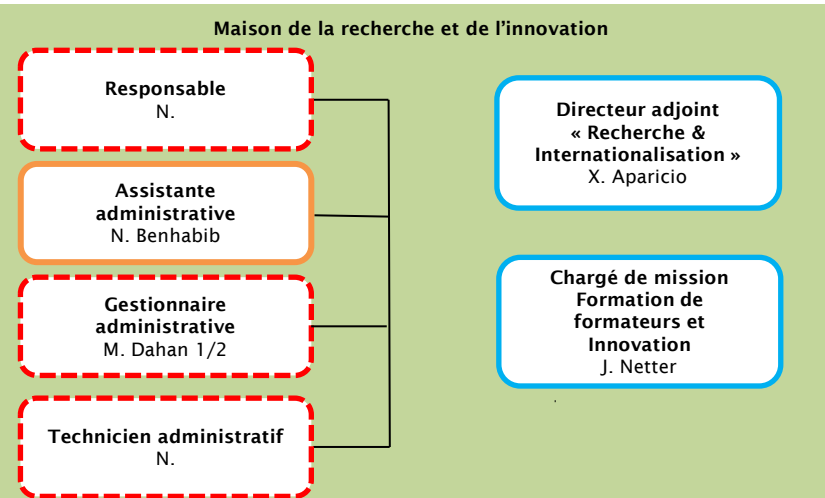 Maison de la recherche et de l’innovation
Responsable
N.
Assistante
administrative
N. Benhabib
Gestionnaire
administrative
M. Dahan 1/2
Technicien administratif
N.
Directeur adjoint
« Recherche &
Internationalisation »
X. Aparicio
Chargé de mission
Formation de
formateurs et
Innovation
J. Netter
.